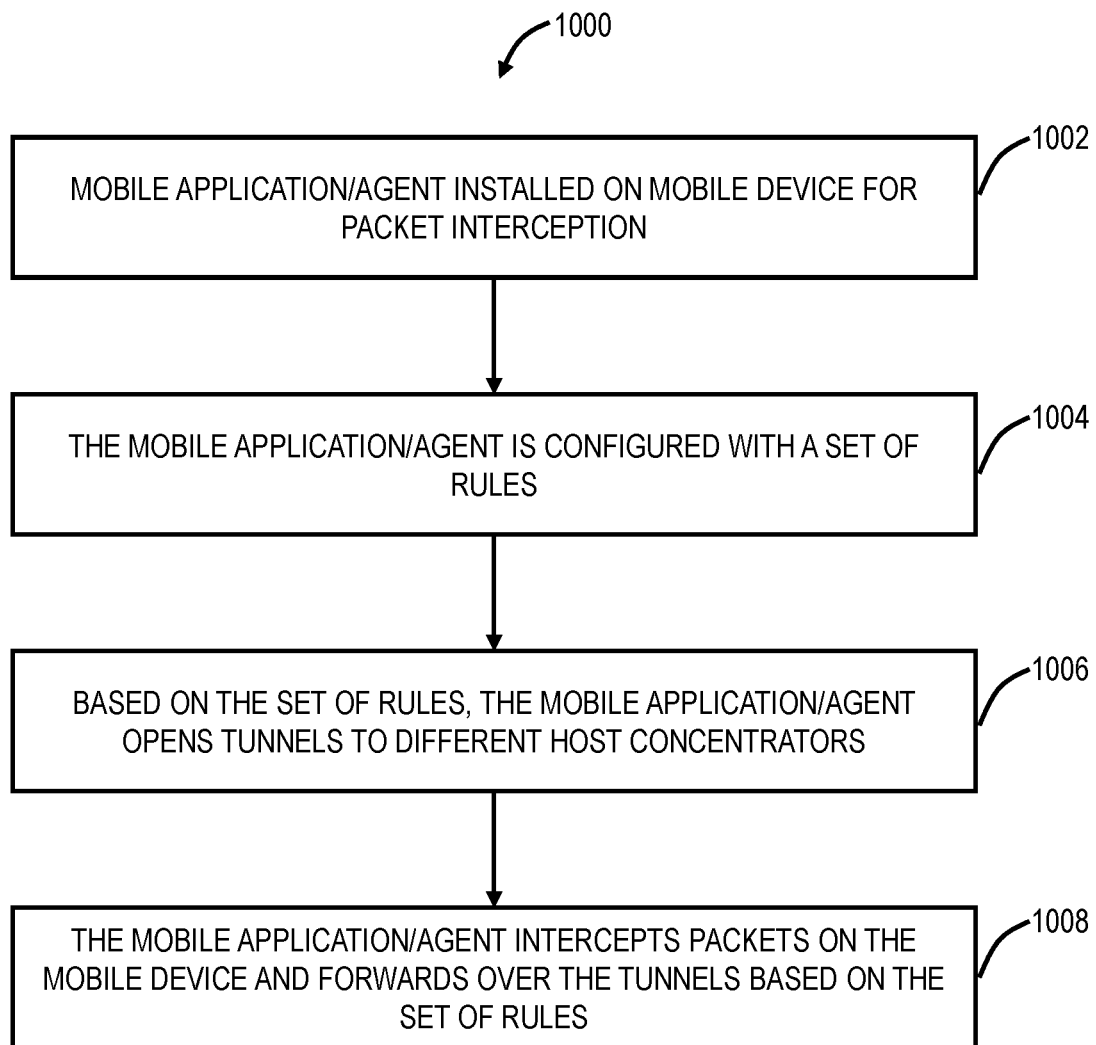 1000
1002
MOBILE APPLICATION/AGENT INSTALLED ON MOBILE DEVICE FOR
PACKET INTERCEPTION
1004
THE MOBILE APPLICATION/AGENT IS CONFIGURED WITH A SET OF
RULES
1006
BASED ON THE SET OF RULES, THE MOBILE APPLICATION/AGENT
OPENS TUNNELS TO DIFFERENT HOST CONCENTRATORS
1008
THE MOBILE APPLICATION/AGENT INTERCEPTS PACKETS ON THE
MOBILE DEVICE AND FORWARDS OVER THE TUNNELS BASED ON THE
SET OF RULES